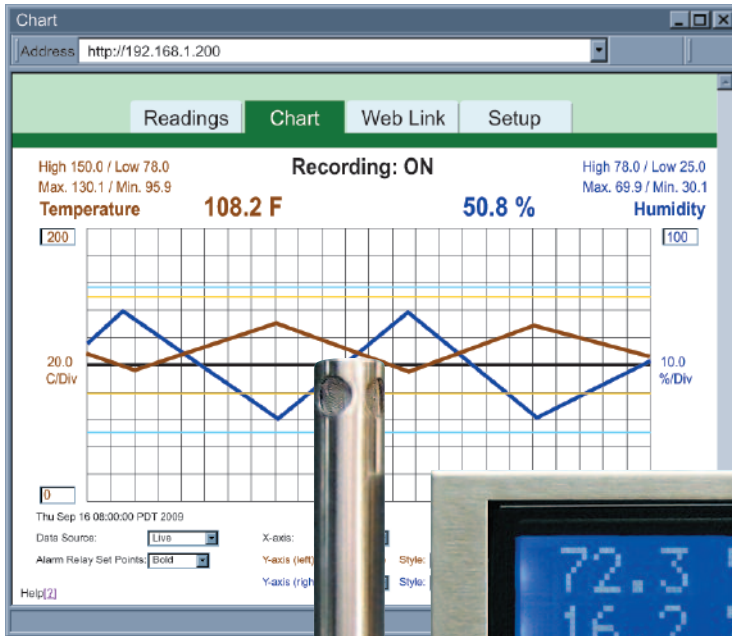 Chart
Address http://192.168.1.200
Readings Chart Web Link Setup
High 150.0 / Low 78.0 Recording: ON High 78.0 / Low 25.0
Max. 130.1 / Min. 95.9 Max. 69.9 / Min. 30.1
Temperature 108.2 F 50.8 % Humidity
200 100
20.0 10.0
C/Div %/Div
0
Thu Sep 16 08:00:00 PDT 2009
Data Source: Live X-axis:
Alarm Relay Set Points: Bold Y-axis (left) Style:
Y-axis (righ Style:
Help[?]
72.3
16.2